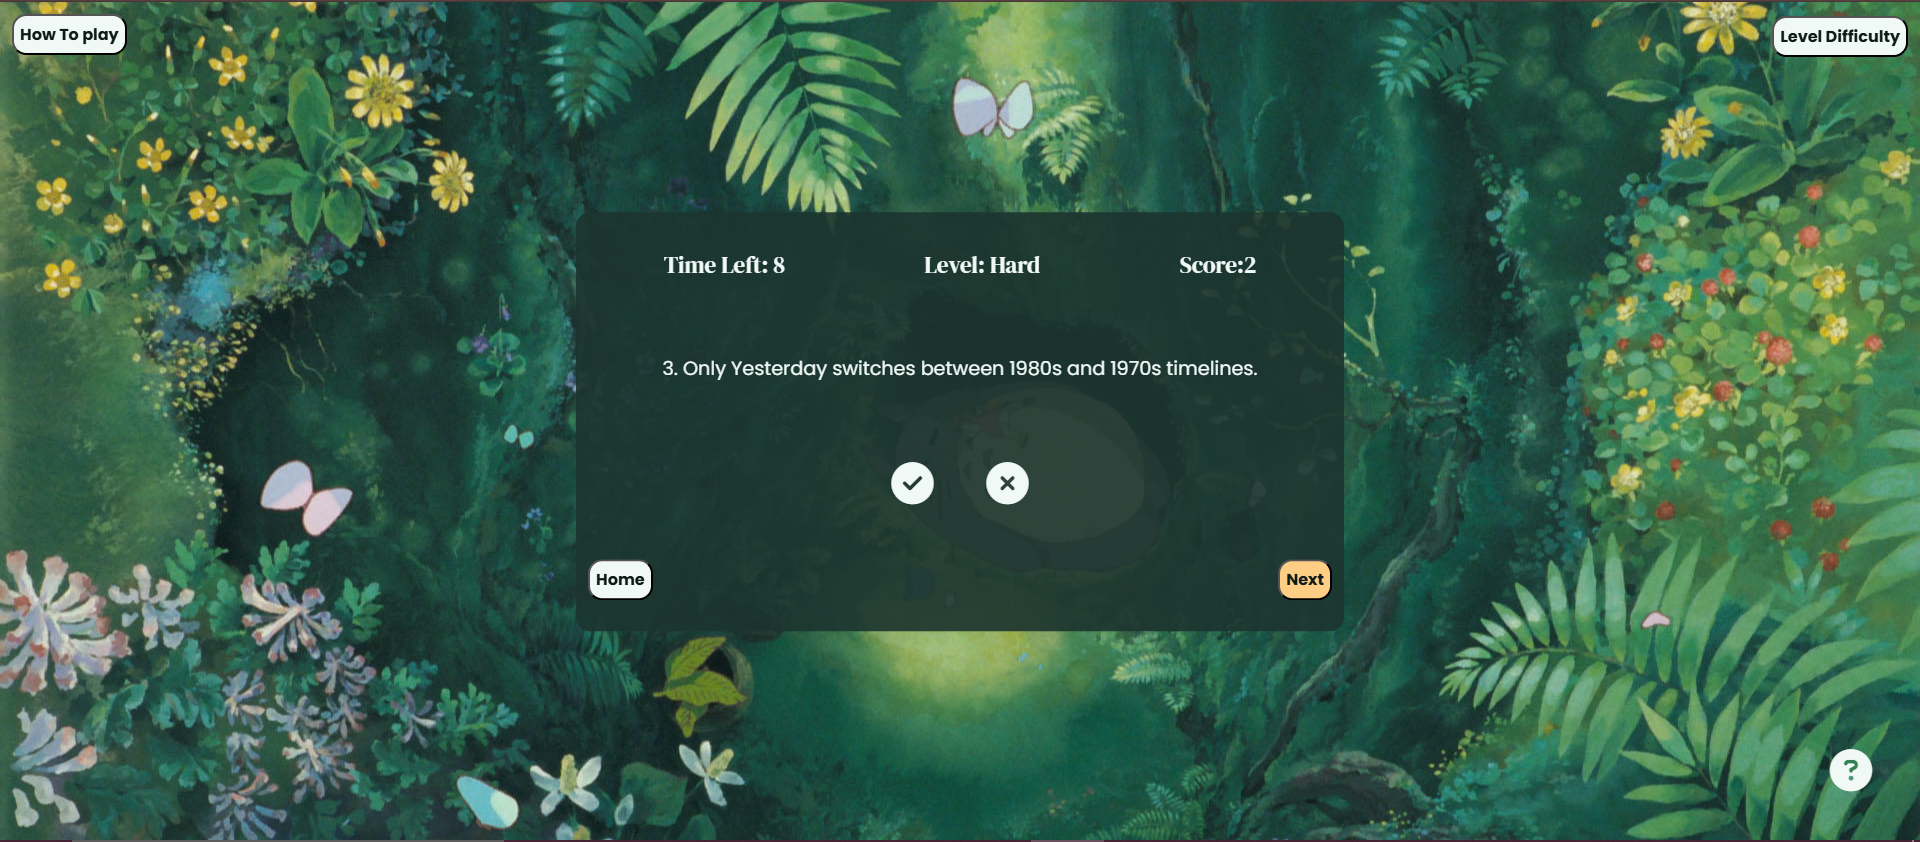 How To play
Level Difficulty
Time Left: 8
Level: Hard
Score:2
3. Only Yesterday switches between 1980s and 1970s timelines.
Home
Next
?